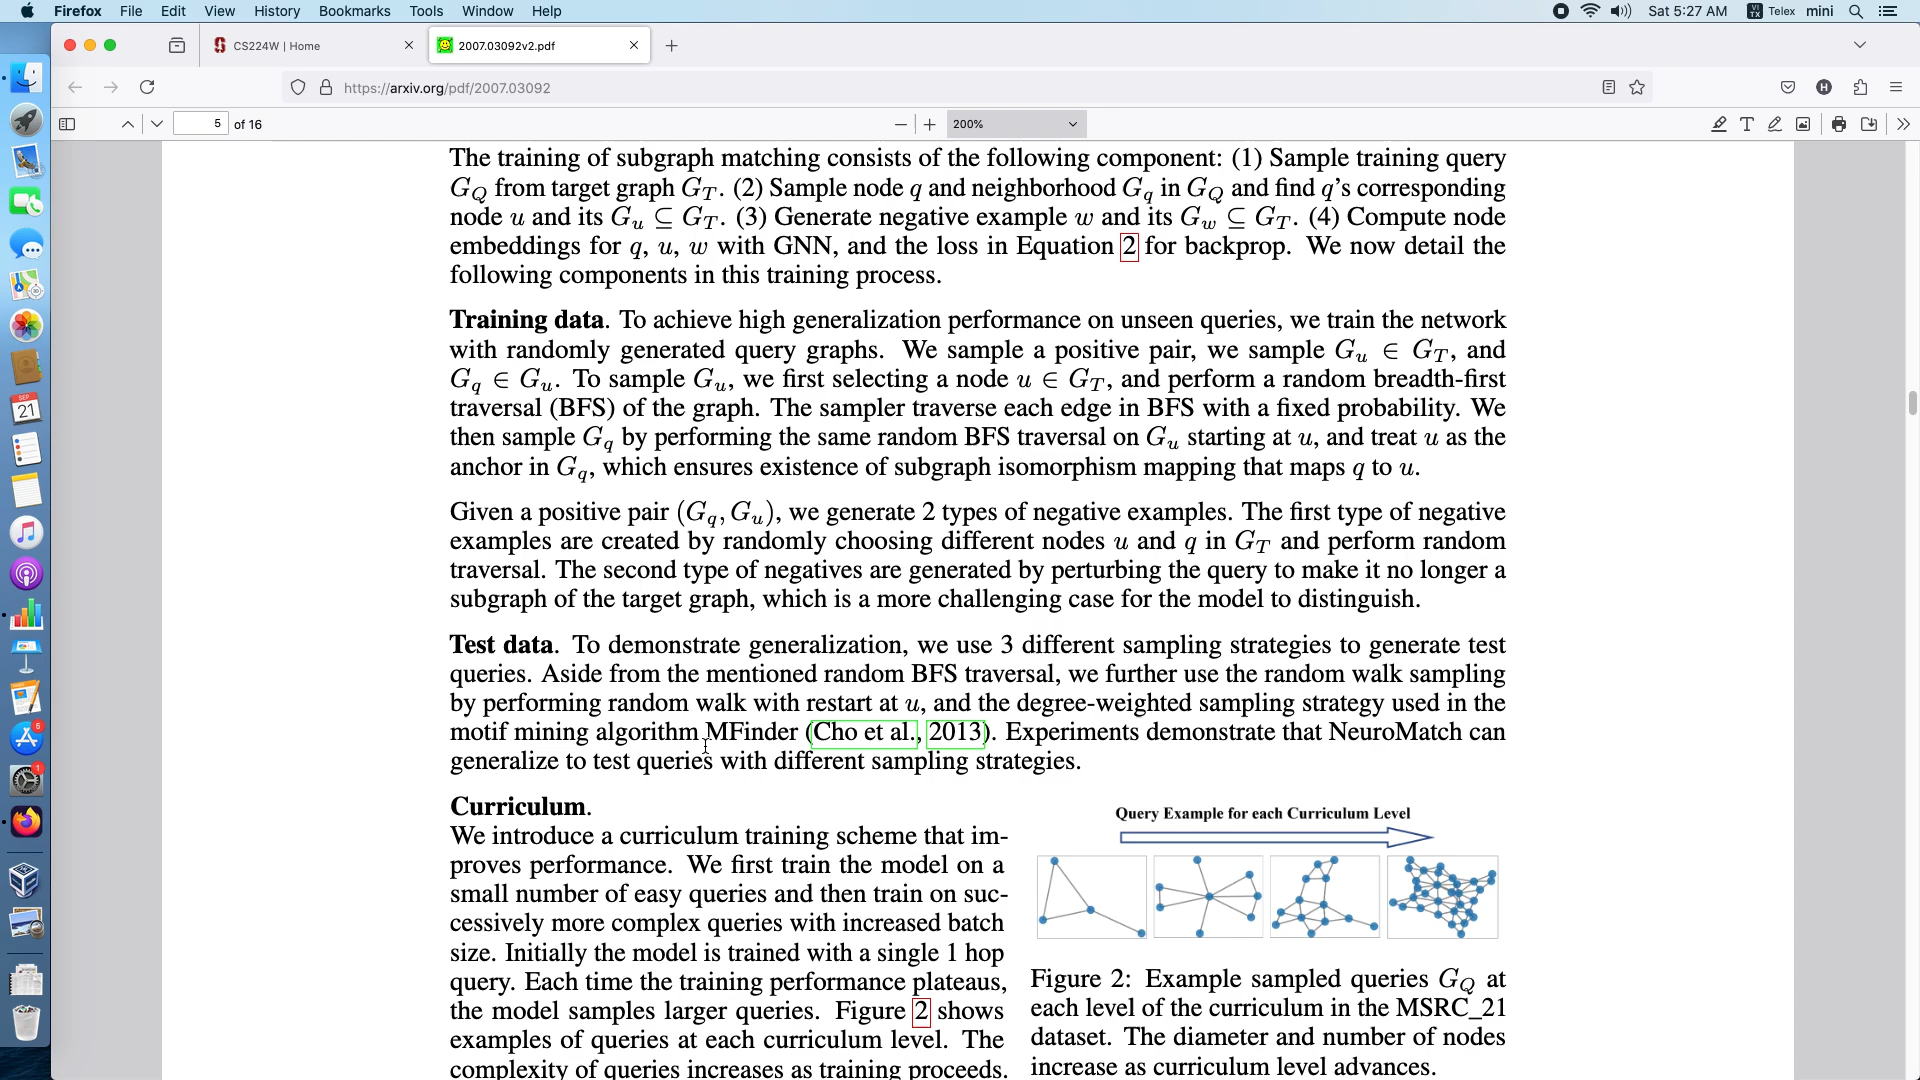 Firefox File Edit View History Bookmarks Tools Window Help Sat 5:27 AM VI TX Telex mini
CS224W | Home 2007.03092v2.pdf
https://arxiv.org/pdf/2007.03092 H
5 of 16 200%
The training of subgraph matching consists of the following component: (1) Sample training query
G_Q from target graph G_T. (2) Sample node q and neighborhood G_q in G_Q and find q's corresponding
node u and its G_u ⊆ G_T. (3) Generate negative example w and its G_w ⊆ G_T. (4) Compute node
embeddings for q, u, w with GNN, and the loss in Equation 2 for backprop. We now detail the
following components in this training process.
Training data. To achieve high generalization performance on unseen queries, we train the network
with randomly generated query graphs. We sample a positive pair, we sample G_u ∈ G_T, and
G_q ∈ G_u. To sample G_u, we first selecting a node u ∈ G_T, and perform a random breadth-first
traversal (BFS) of the graph. The sampler traverse each edge in BFS with a fixed probability. We
then sample G_q by performing the same random BFS traversal on G_u starting at u, and treat u as the
anchor in G_q, which ensures existence of subgraph isomorphism mapping that maps q to u.
Given a positive pair (G_q, G_u), we generate 2 types of negative examples. The first type of negative
examples are created by randomly choosing different nodes u and q in G_T and perform random
traversal. The second type of negatives are generated by perturbing the query to make it no longer a
subgraph of the target graph, which is a more challenging case for the model to distinguish.
Test data. To demonstrate generalization, we use 3 different sampling strategies to generate test
queries. Aside from the mentioned random BFS traversal, we further use the random walk sampling
by performing random walk with restart at u, and the degree-weighted sampling strategy used in the
motif mining algorithm MFinder (Cho et al., 2013). Experiments demonstrate that NeuroMatch can
generalize to test queries with different sampling strategies.
Curriculum.
We introduce a curriculum training scheme that im-
proves performance. We first train the model on a
small number of easy queries and then train on suc-
cessively more complex queries with increased batch
size. Initially the model is trained with a single 1 hop
query. Each time the training performance plateaus,
the model samples larger queries. Figure 2 shows
examples of queries at each curriculum level. The
complexity of queries increases as training proceeds.
Query Example for each Curriculum Level
Figure 2: Example sampled queries G_Q at
each level of the curriculum in the MSRC_21
dataset. The diameter and number of nodes
increase as curriculum level advances.
SEP
21
5
1